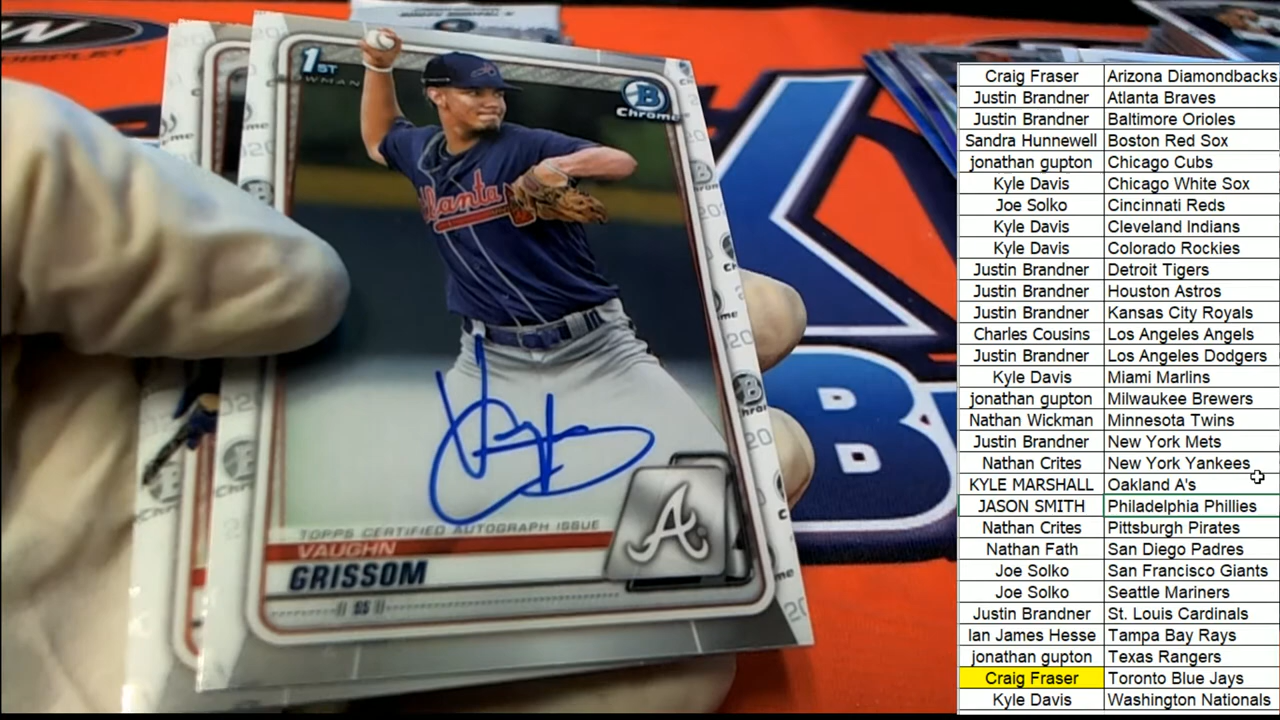 1ST
BOWMAN
B
Chrome
Atlanta
TOPPS CERTIFIED AUTOGRAPH ISSUE
VAUGHN
GRISSOM
SS
A
Craig Fraser Arizona Diamondbacks
Justin Brandner Atlanta Braves
Justin Brandner Baltimore Orioles
Sandra Hunnewell Boston Red Sox
jonathan gupton Chicago Cubs
Kyle Davis Chicago White Sox
Joe Solko Cincinnati Reds
Kyle Davis Cleveland Indians
Kyle Davis Colorado Rockies
Justin Brandner Detroit Tigers
Justin Brandner Houston Astros
Justin Brandner Kansas City Royals
Charles Cousins Los Angeles Angels
Justin Brandner Los Angeles Dodgers
Kyle Davis Miami Marlins
jonathan gupton Milwaukee Brewers
Nathan Wickman Minnesota Twins
Justin Brandner New York Mets
Nathan Crites New York Yankees
KYLE MARSHALL Oakland A's
JASON SMITH Philadelphia Phillies
Nathan Crites Pittsburgh Pirates
Nathan Fath San Diego Padres
Joe Solko San Francisco Giants
Joe Solko Seattle Mariners
Justin Brandner St. Louis Cardinals
Ian James Hesse Tampa Bay Rays
jonathan gupton Texas Rangers
Craig Fraser Toronto Blue Jays
Kyle Davis Washington Nationals